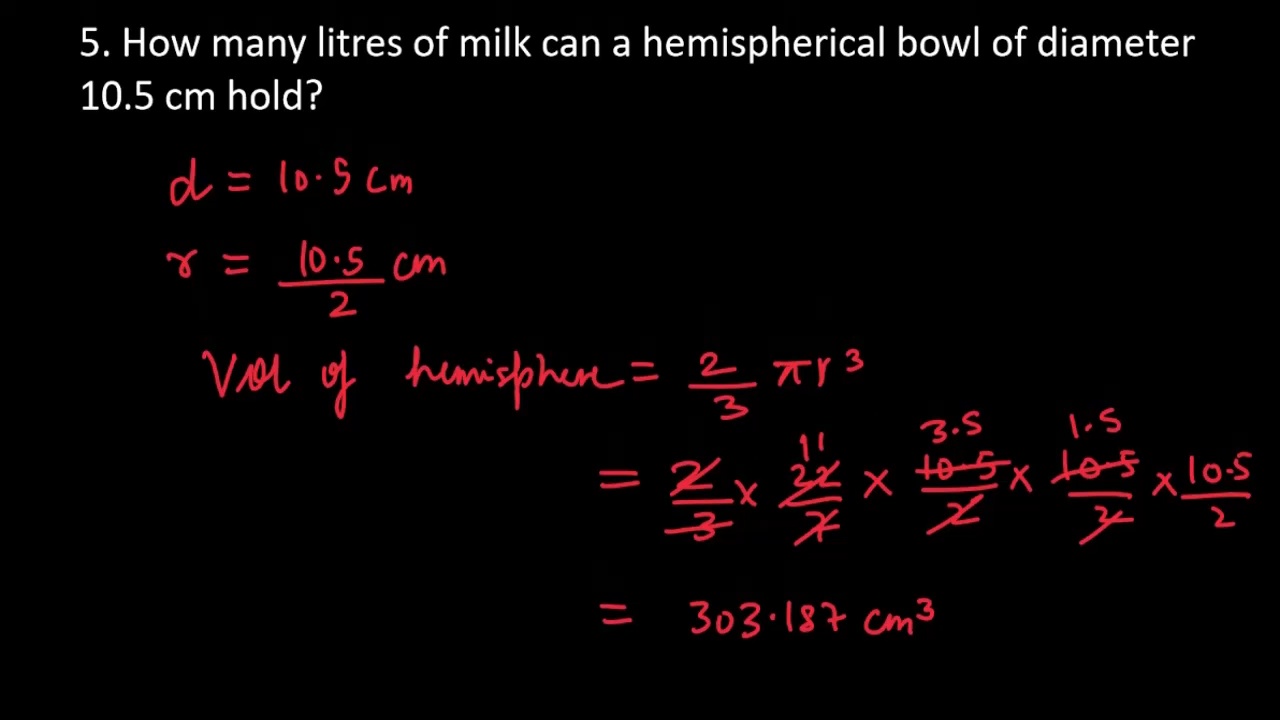 5. How many litres of milk can a hemispherical bowl of diameter
10.5 cm hold?
d = 10.5 cm
r = 10.5/2 cm
Vol of hemisphere = 2/3 πr³
11 3.5 1.5
= 2/3 × 22/7 × 10.5/2 × 10.5/2 × 10.5/2
= 303.187 cm³